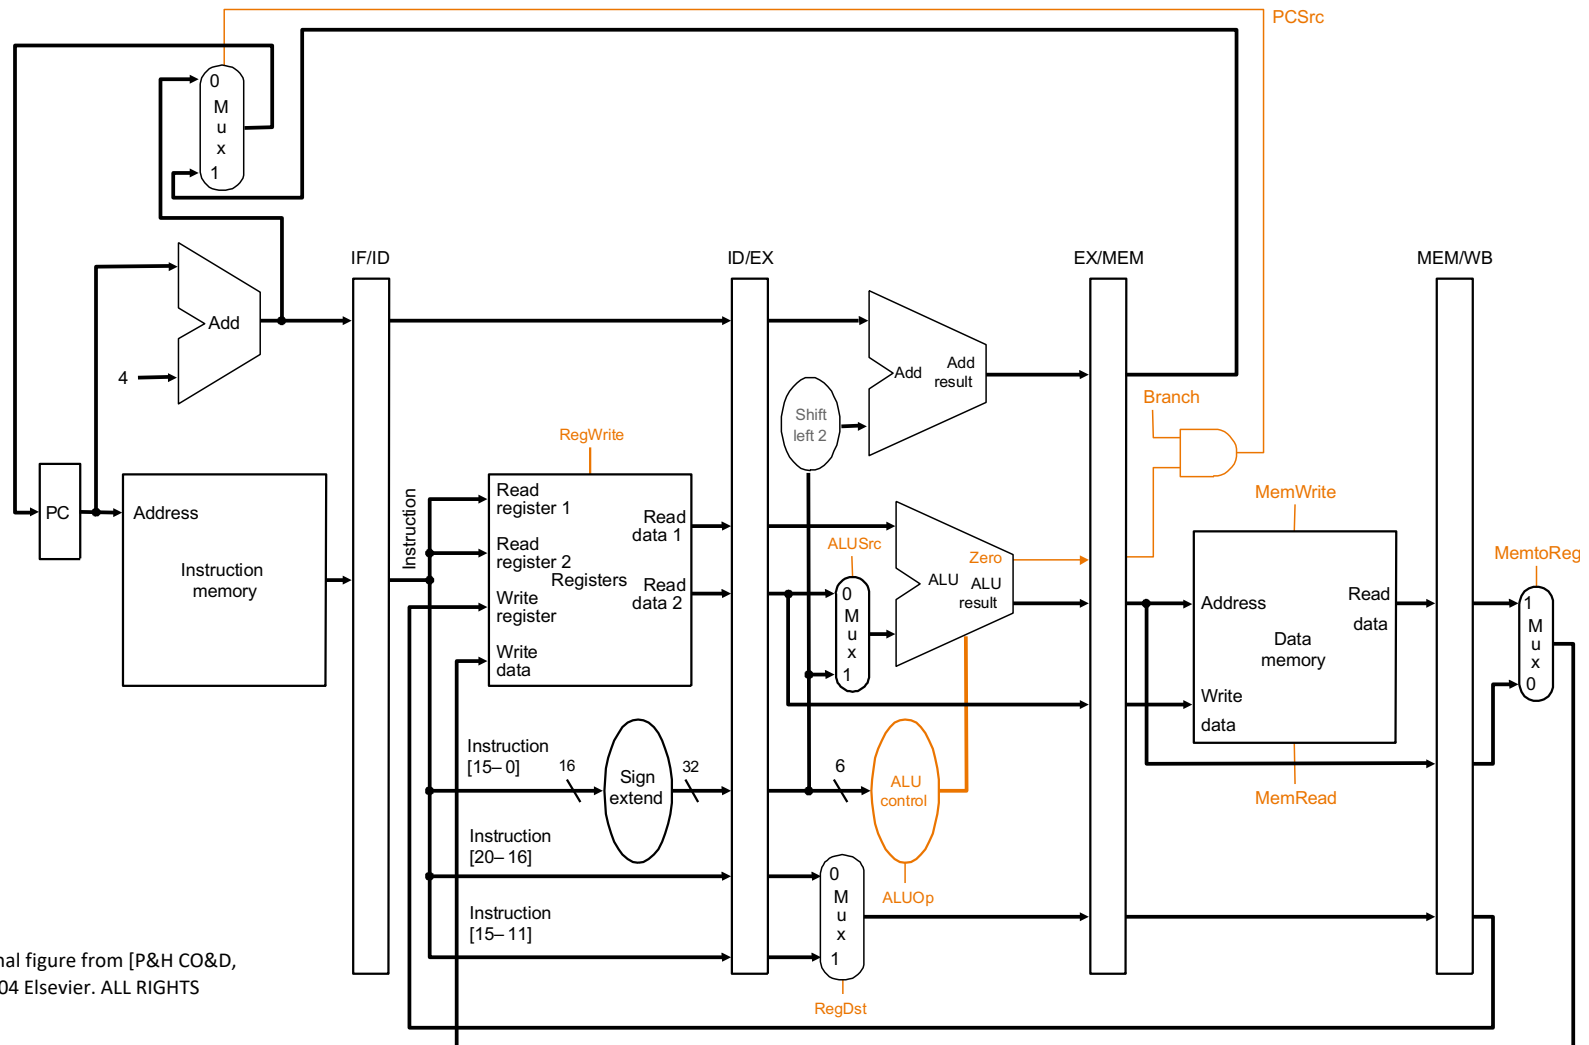 PCSrc
0
M
u
x
1
IF/ID
ID/EX
EX/MEM
MEM/WB
Add
4
Add
Add
result
Shift
left 2
Branch
RegWrite
PC
Address
Instruction
memory
Instruction
Read
register 1
Read
register 2
Write
register
Write
data
Registers
Read
data 1
Read
data 2
ALUSrc
0
M
u
x
1
Zero
ALU
ALU
result
MemWrite
Address
Read
data
Data
memory
Write
data
MemRead
MemtoReg
1
M
u
x
0
Instruction
[15– 0]
16
Sign
extend
32
6
ALU
control
ALUOp
Instruction
[20– 16]
Instruction
[15– 11]
0
M
u
x
1
RegDst
nal figure from [P&H CO&D,
04 Elsevier. ALL RIGHTS